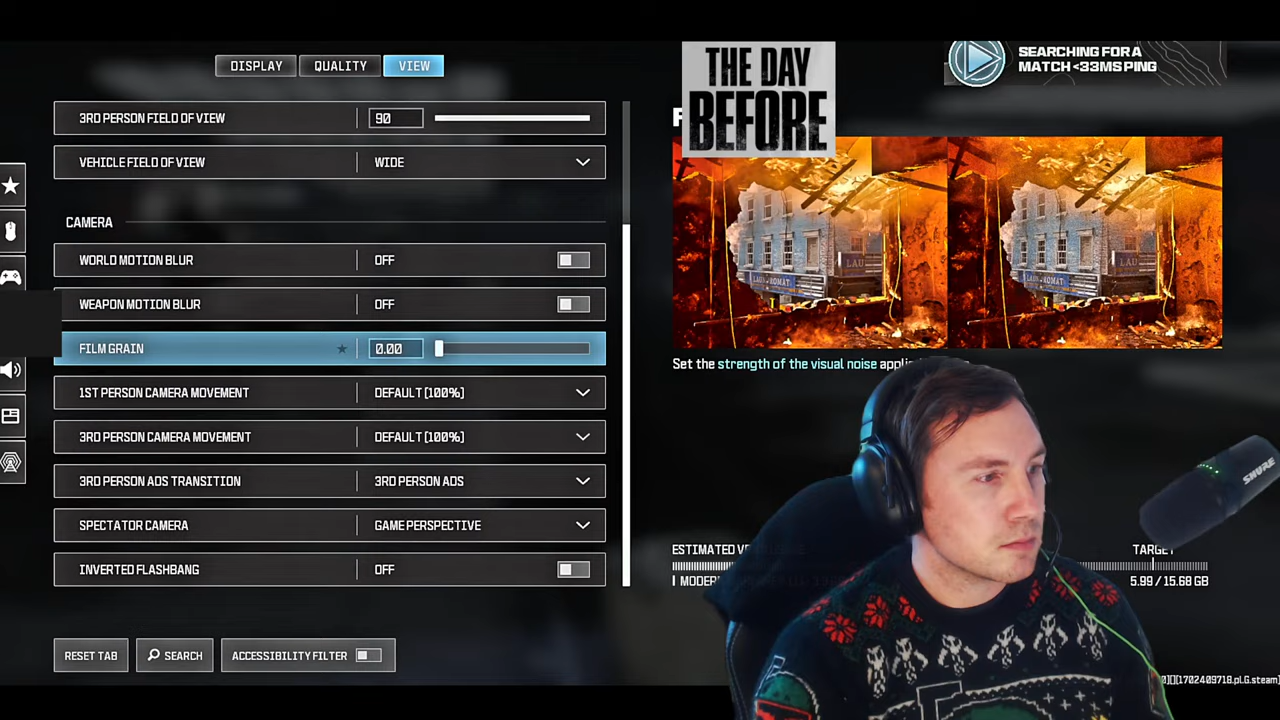 DISPLAY
QUALITY
VIEW
THE DAY
BEFORE
SEARCHING FOR A
MATCH <33MS PING
3RD PERSON FIELD OF VIEW
90
VEHICLE FIELD OF VIEW
WIDE
CAMERA
WORLD MOTION BLUR
OFF
WEAPON MOTION BLUR
OFF
FILM GRAIN
0.00
Set the strength of the visual noise
1ST PERSON CAMERA MOVEMENT
DEFAULT [100%]
3RD PERSON CAMERA MOVEMENT
DEFAULT [100%]
3RD PERSON ADS TRANSITION
3RD PERSON ADS
SPECTATOR CAMERA
GAME PERSPECTIVE
INVERTED FLASHBANG
OFF
SHURE
ESTIMATED
TARGET
5.99 / 15.68 GB
RESET TAB
SEARCH
ACCESSIBILITY FILTER
[1702409718.pl.G.steam]